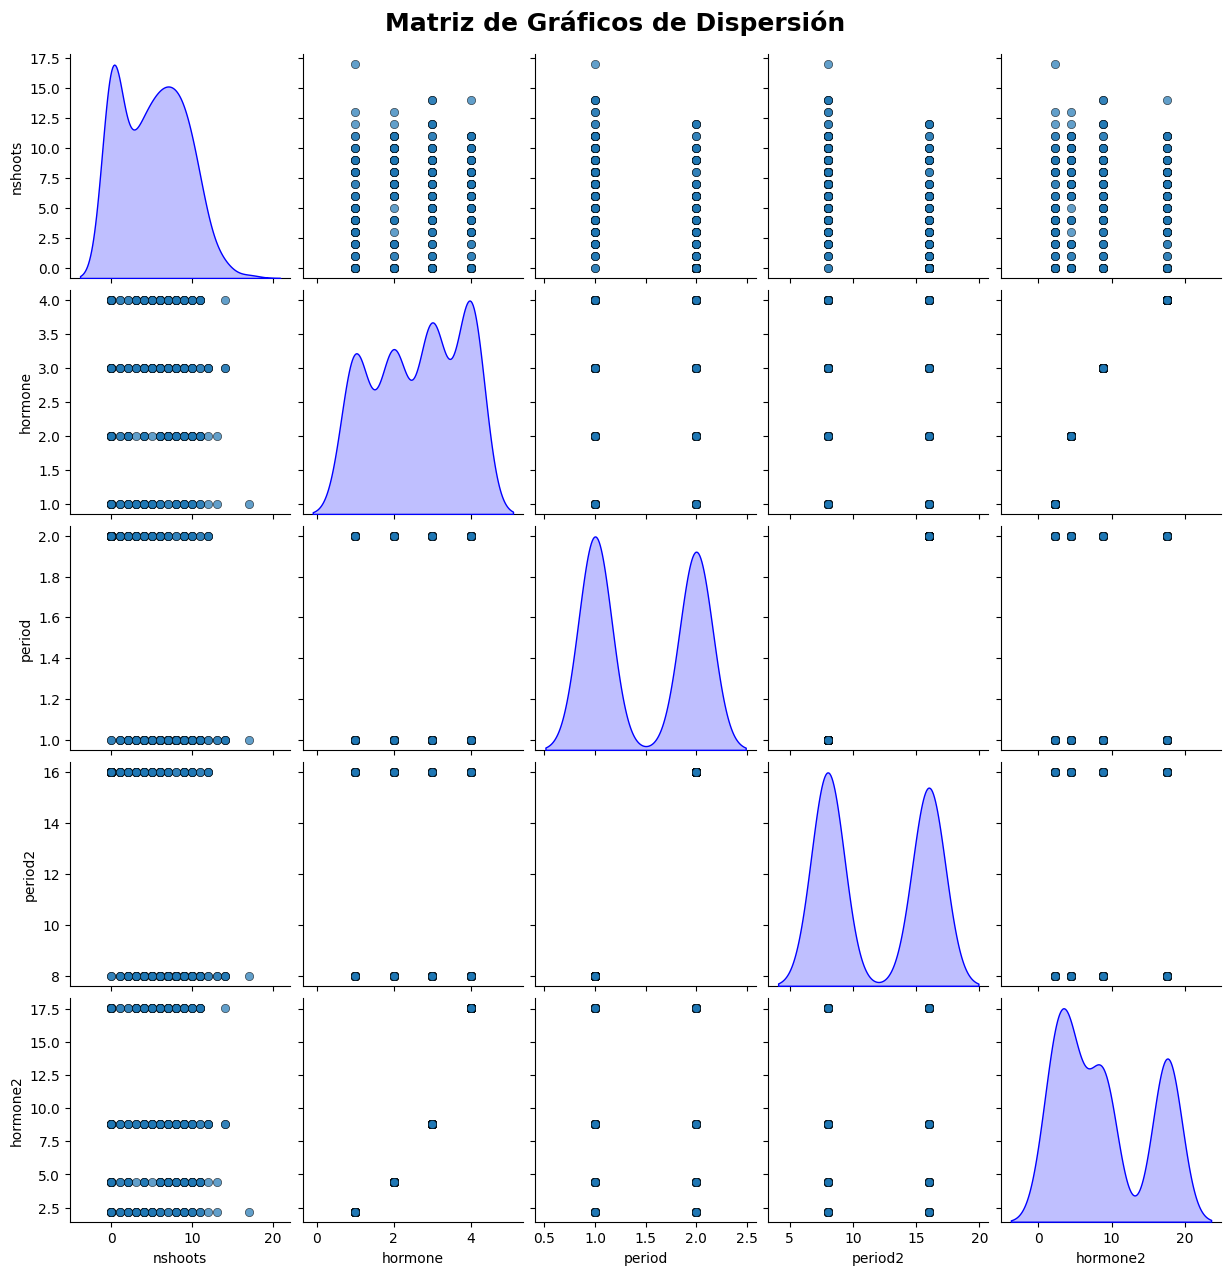 Matriz de Gráficos de Dispersión
17.5
15.0
12.5
10.0
7.5
5.0
2.5
0.0
nshoots
4.0
3.5
3.0
2.5
2.0
1.5
1.0
hormone
2.0
1.8
1.6
1.4
1.2
1.0
period
16
14
12
10
8
period2
17.5
15.0
12.5
10.0
7.5
5.0
2.5
hormone2
0 10 20
nshoots
0 2 4
hormone
0.5 1.0 1.5 2.0 2.5
period
5 10 15 20
period2
0 10 20
hormone2